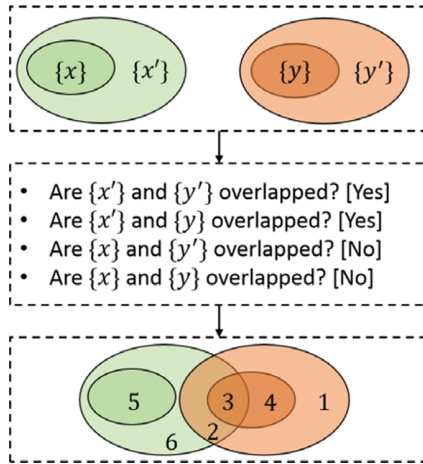 {x} {x′} {y} {y′}
• Are {x′} and {y′} overlapped? [Yes]
• Are {x′} and {y} overlapped? [Yes]
• Are {x} and {y′} overlapped? [No]
• Are {x} and {y} overlapped? [No]
5 3 4 1
6 2